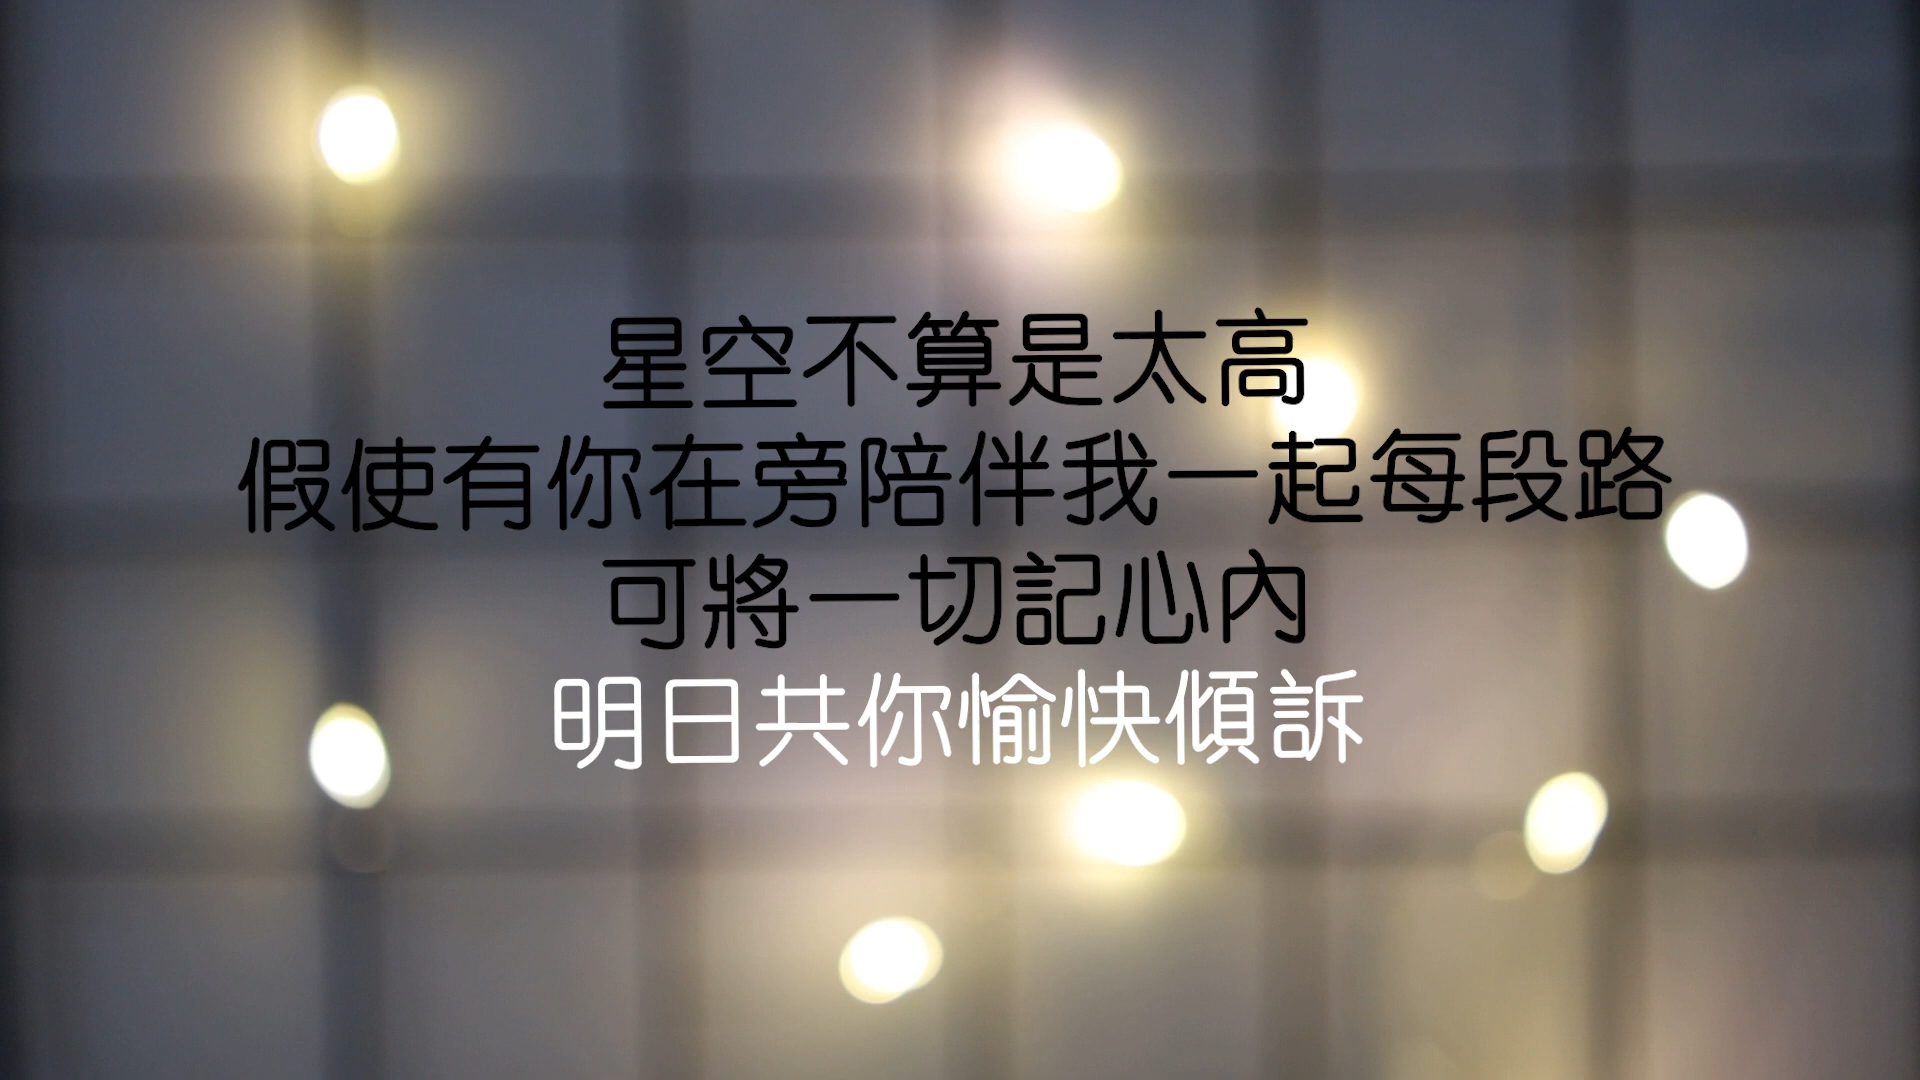 星空不算是太高
假使有你在旁陪伴我一起每段路
可將一切記心內
明日共你愉快傾訴